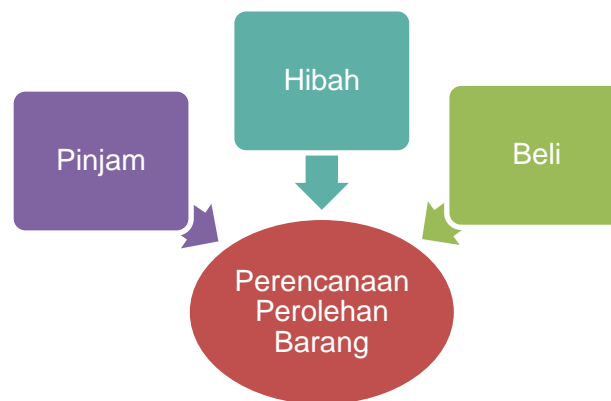 Pinjam
Hibah
Beli
Perencanaan
Perolehan
Barang